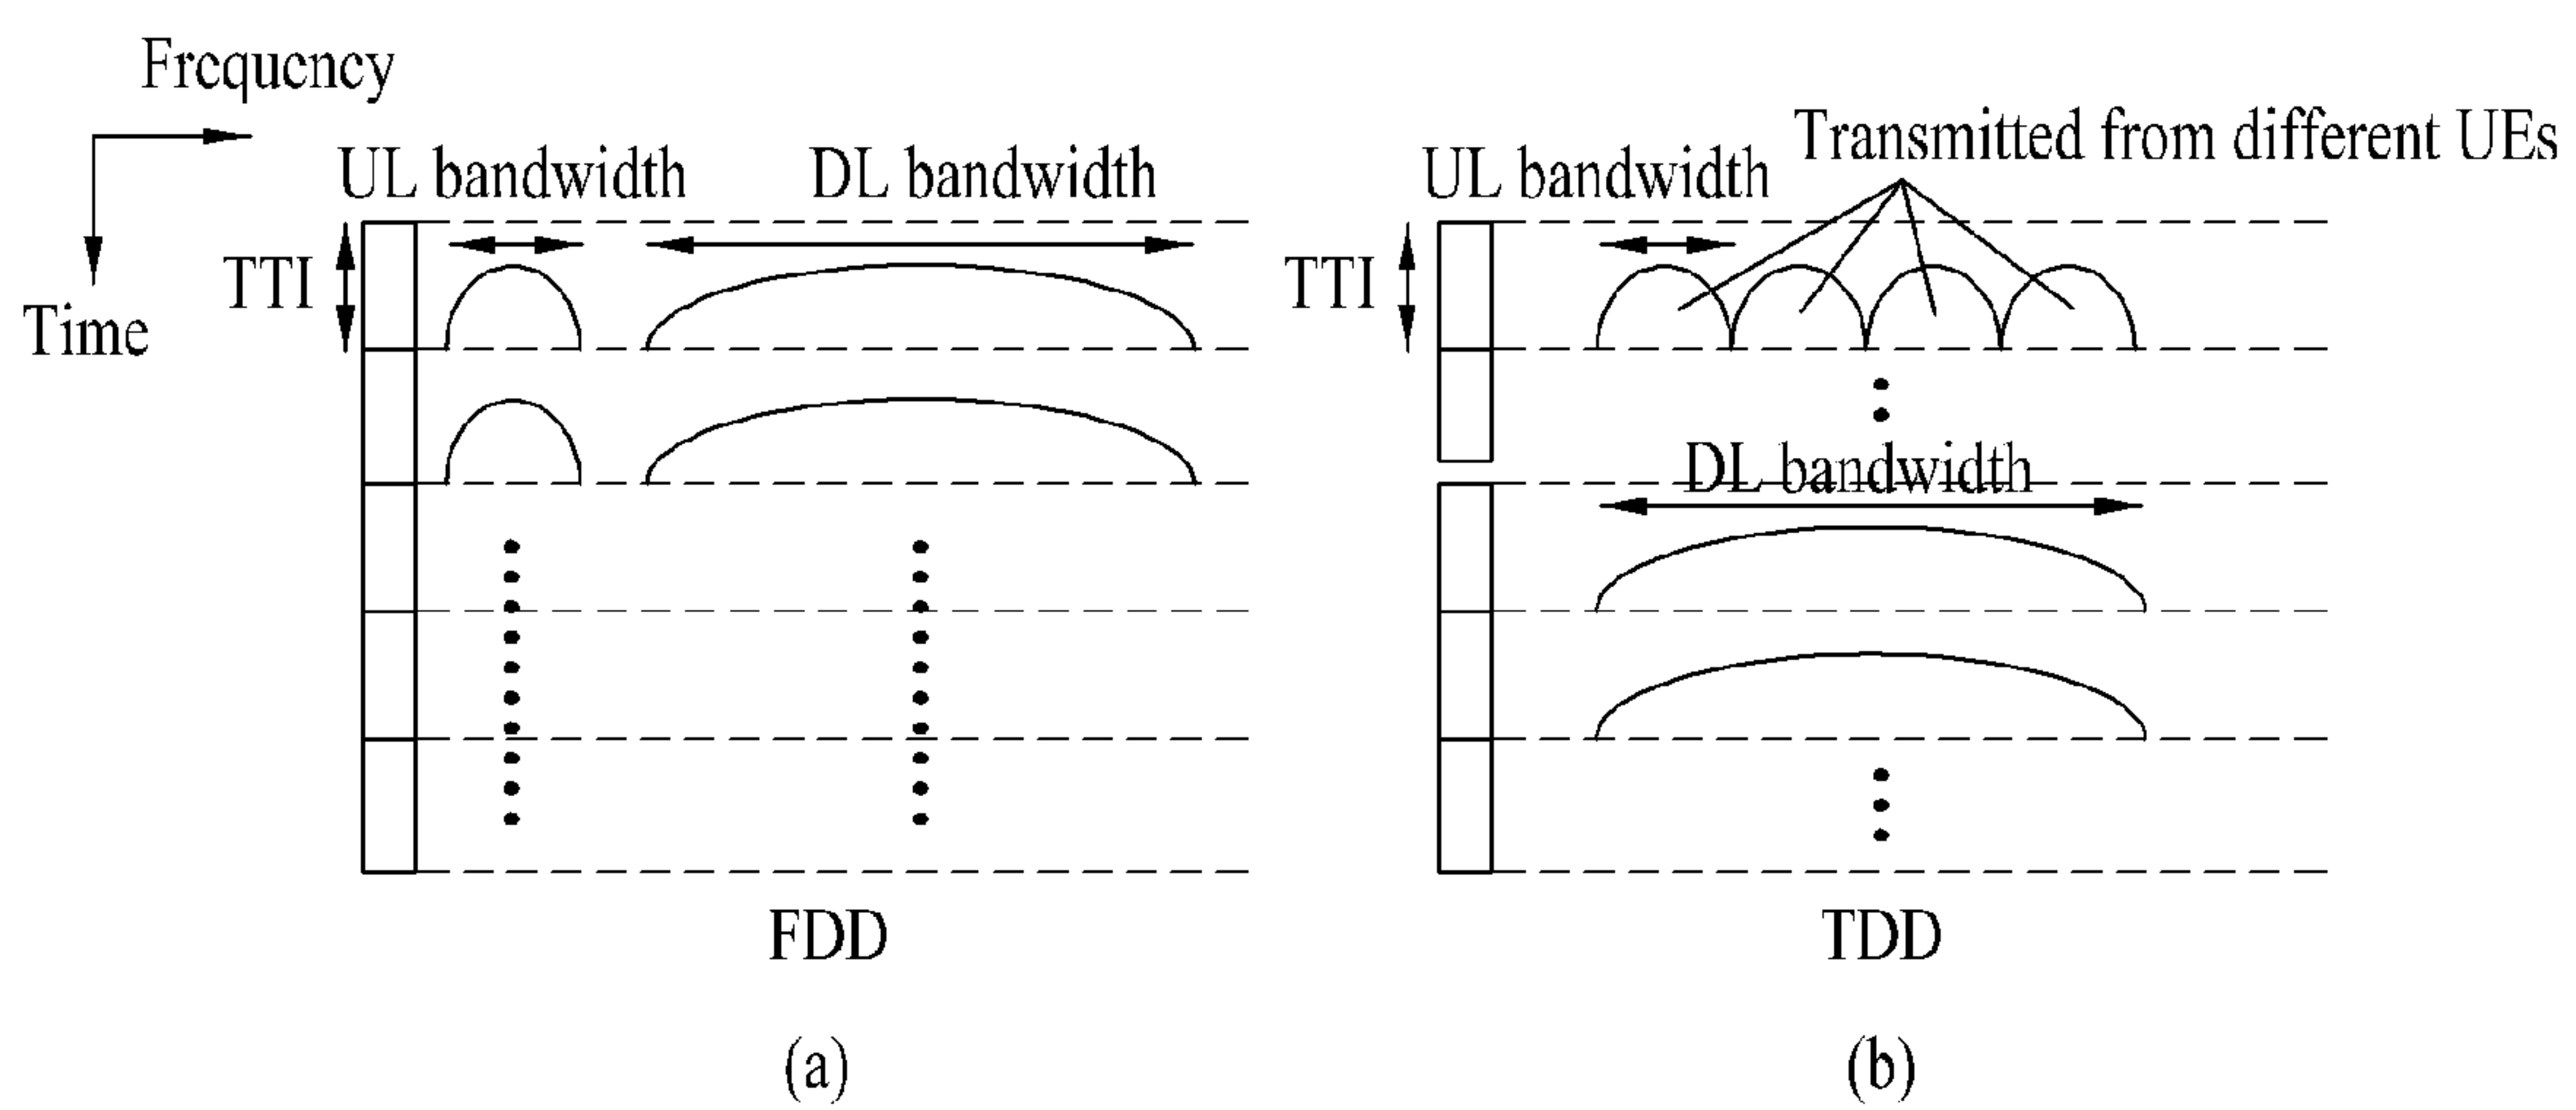 Frequency
Time
UL bandwidth
DL bandwidth
TTI
FDD
(a)
Transmitted from different UEs
UL bandwidth
TTI
DL bandwidth
TDD
(b)